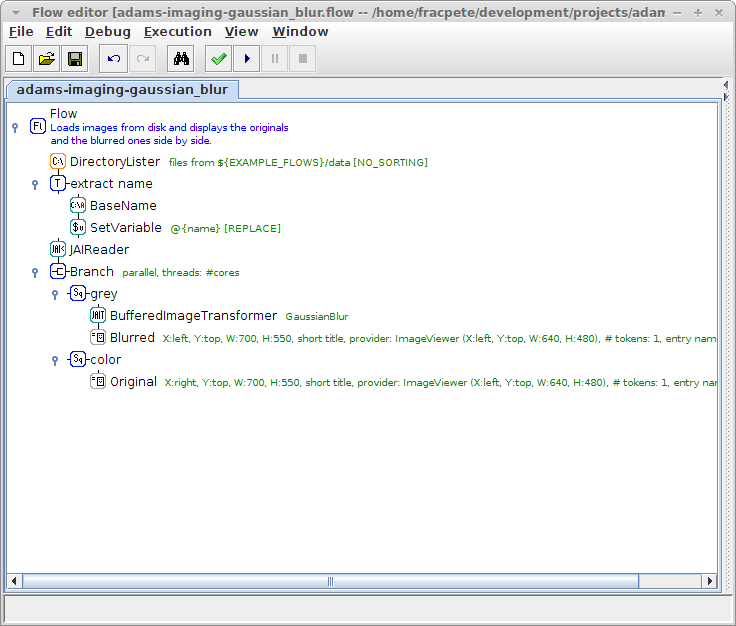 Flow editor [adams-imaging-gaussian_blur.flow -- /home/fracpete/development/projects/adam
File Edit Debug Execution View Window
adams-imaging-gaussian_blur
Flow
Loads images from disk and displays the originals
and the blurred ones side by side.
DirectoryLister files from ${EXAMPLE_FLOWS}/data [NO_SORTING]
extract name
BaseName
SetVariable @{name} [REPLACE]
JAIReader
Branch parallel, threads: #cores
grey
BufferedImageTransformer GaussianBlur
Blurred X:left, Y:top, W:700, H:550, short title, provider: ImageViewer (X:left, Y:top, W:640, H:480), # tokens: 1, entry nam
color
Original X:right, Y:top, W:700, H:550, short title, provider: ImageViewer (X:left, Y:top, W:640, H:480), # tokens: 1, entry nar